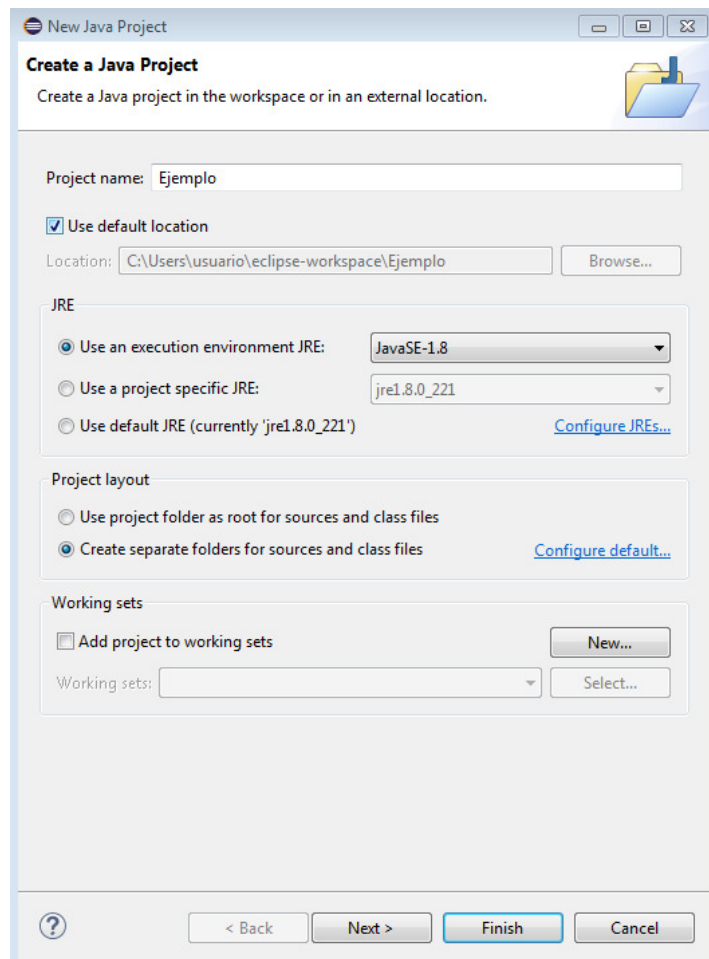 New Java Project
Create a Java Project
Create a Java project in the workspace or in an external location.
Project name: Ejemplo
Use default location
Location: C:\Users\usuario\eclipse-workspace\Ejemplo Browse...
JRE
Use an execution environment JRE: JavaSE-1.8
Use a project specific JRE: jre1.8.0_221
Use default JRE (currently 'jre1.8.0_221') Configure JREs...
Project layout
Use project folder as root for sources and class files
Create separate folders for sources and class files Configure default...
Working sets
Add project to working sets New...
Working sets: Select...
? < Back Next > Finish Cancel